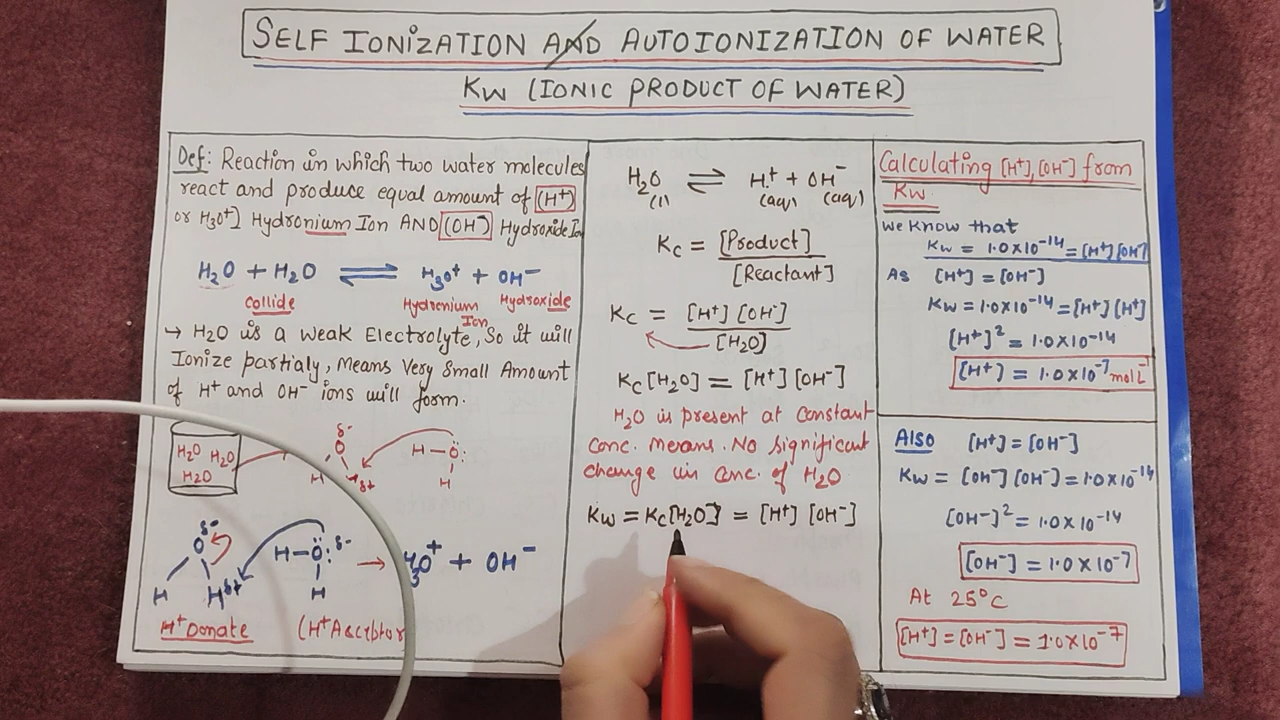 SELF IONIZATION AND AUTOIONIZATION OF WATER
KW (IONIC PRODUCT OF WATER)
Def: Reaction in which two water molecules
react and produce equal amount of (H⁺)
or H₃O⁺] Hydronium Ion AND (OH⁻) Hydroxide Ion
H₂O + H₂O ⇌ H₃O⁺ + OH⁻
Collide Hydronium Ion Hydroxide
→ H₂O is a weak Electrolyte, So it will
Ionize partialy, Means Very Small Amount
of H⁺ and OH⁻ ions will form.
H₂O H₂O
H₂O
δ⁻
O H–O:
H H δ+ H
δ⁻
O H–O: δ⁻ → H₃O⁺ + OH⁻
H H δ+ H
H⁺Donate (H⁺Acceptor
H₂O ⇌ H⁺ + OH⁻
(l) (aq) (aq)
Kc = [Product]
[Reactant]
Kc = [H⁺] [OH⁻]
[H₂O]
Kc [H₂O] = [H⁺] [OH⁻]
H₂O is present at Constant
Conc. means. No significant
change in conc. of H₂O
Kw = Kc[H₂O] = [H⁺] [OH⁻]
Calculating [H⁺], [OH⁻] from
Kw.
we know that
Kw = 1.0×10⁻¹⁴ = [H⁺] [OH⁻]
As [H⁺] = [OH⁻]
Kw = 1.0×10⁻¹⁴ = [H⁺] [H⁺]
[H⁺]² = 1.0×10⁻¹⁴
[H⁺] = 1.0×10⁻⁷ mol L⁻¹
Also [H⁺] = [OH⁻]
Kw = [OH⁻] [OH⁻] = 1.0×10⁻¹⁴
[OH⁻]² = 1.0×10⁻¹⁴
[OH⁻] = 1.0×10⁻⁷
At 25°C
[H⁺] = [OH⁻] = 1.0×10⁻⁷